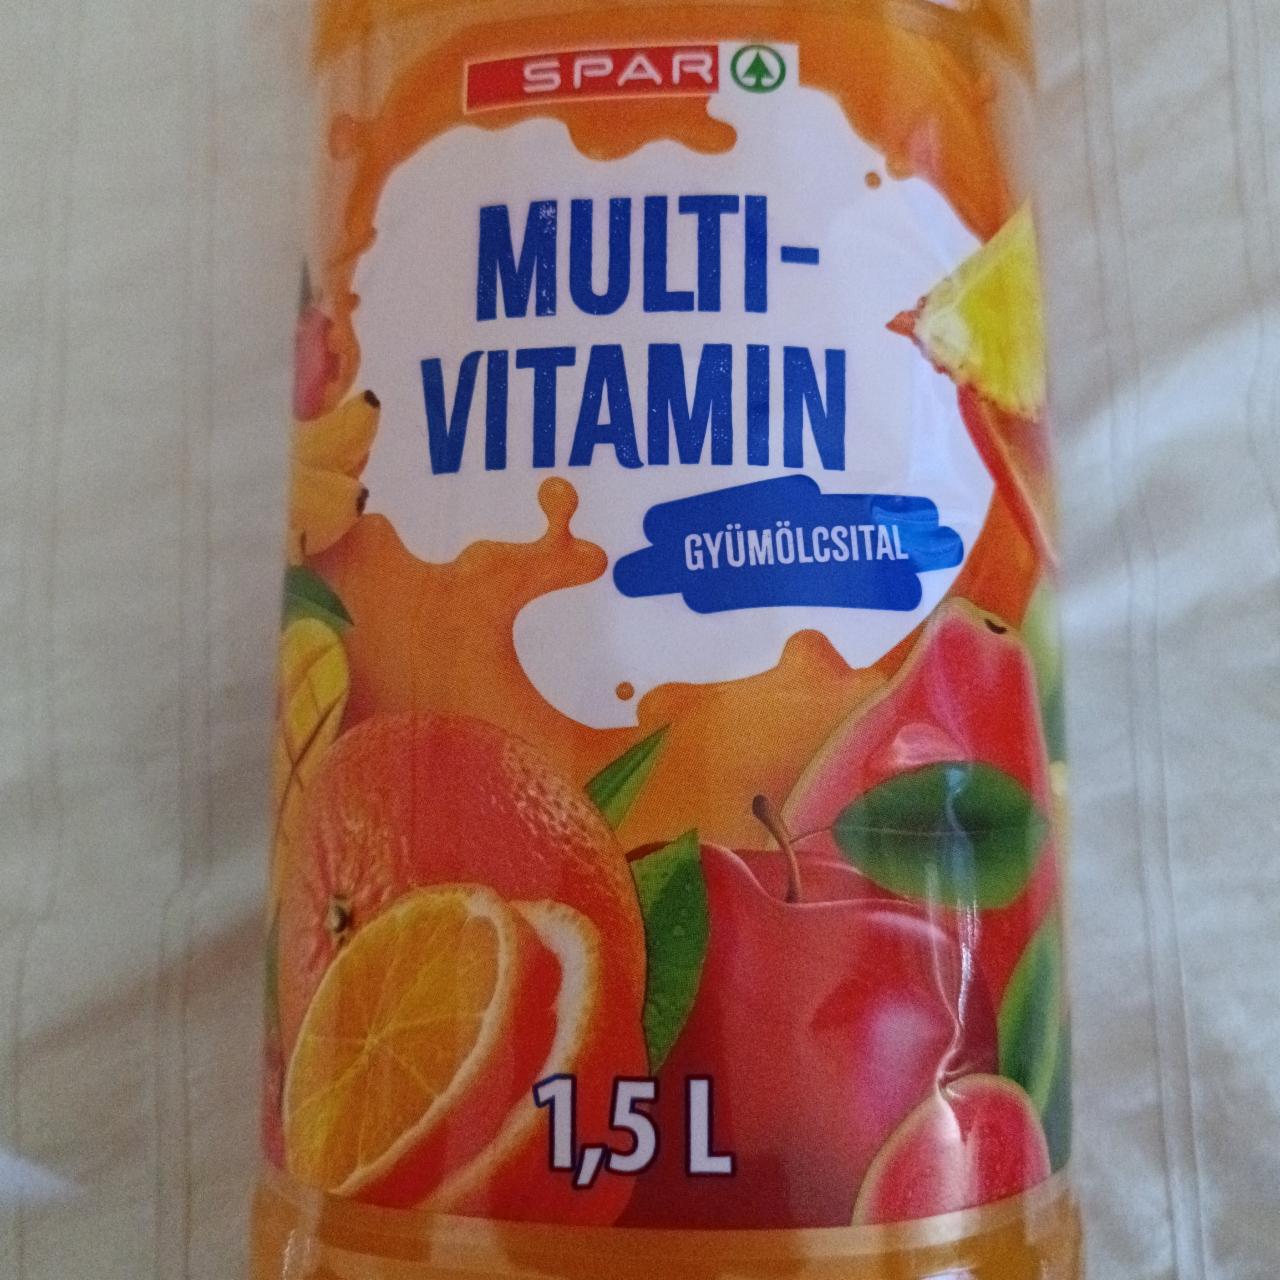 SPAR
MULTI-
VITAMIN
GYÜMÖLCSITAL
1,5 L